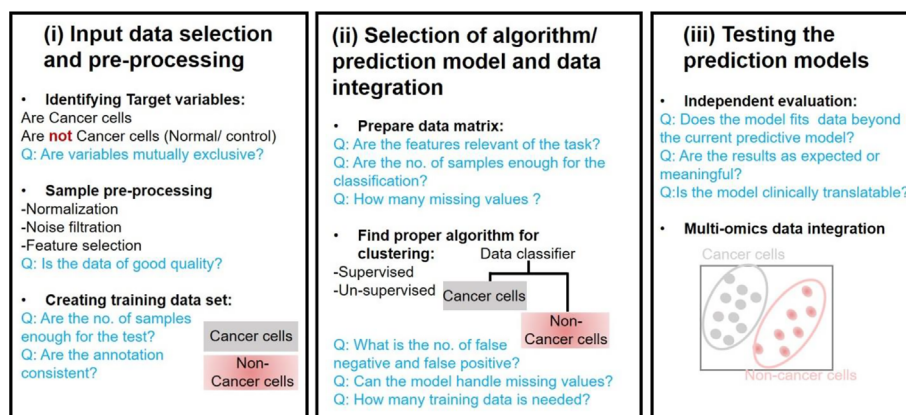 (i) Input data selection
and pre-processing
• Identifying Target variables:
Are Cancer cells
Are not Cancer cells (Normal/ control)
Q: Are variables mutually exclusive?
• Sample pre-processing
-Normalization
-Noise filtration
-Feature selection
Q: Is the data of good quality?
• Creating training data set:
Q: Are the no. of samples
enough for the test?
Q: Are the annotation
consistent?
Cancer cells
Non-
Cancer cells
(ii) Selection of algorithm/
prediction model and data
integration
• Prepare data matrix:
Q: Are the features relevant of the task?
Q: Are the no. of samples enough for the
classification?
Q: How many missing values ?
• Find proper algorithm for
clustering:
-Supervised
-Un-supervised
Data classifier
Cancer cells
Non-
Cancer cells
Q: What is the no. of false
negative and false positive?
Q: Can the model handle missing values?
Q: How many training data is needed?
(iii) Testing the
prediction models
• Independent evaluation:
Q: Does the model fits data beyond
the current predictive model?
Q: Are the results as expected or
meaningful?
Q:Is the model clinically translatable?
• Multi-omics data integration
Cancer cells
Non-cancer cells